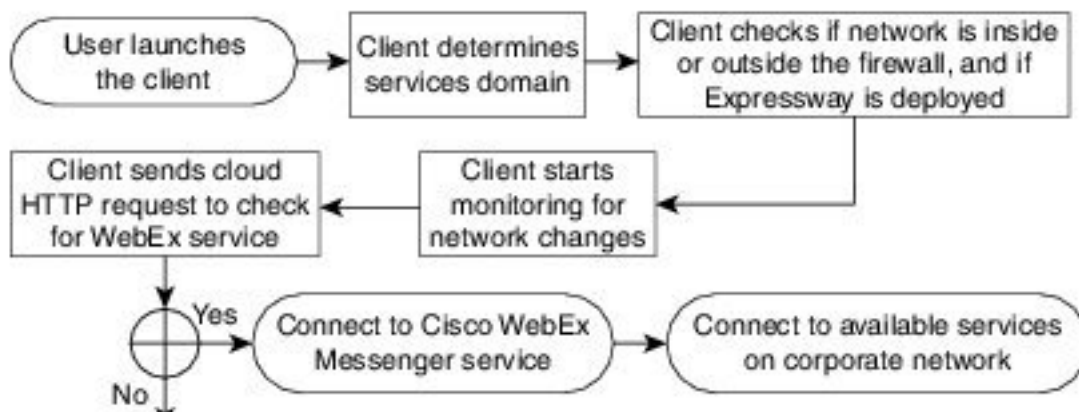 User launches
the client
Client determines
services domain
Client checks if network is inside
or outside the firewall, and if
Expressway is deployed
Client starts
monitoring for
network changes
Client sends cloud
HTTP request to check
for WebEx service
Yes
No
Connect to Cisco WebEx
Messenger service
Connect to available services
on corporate network